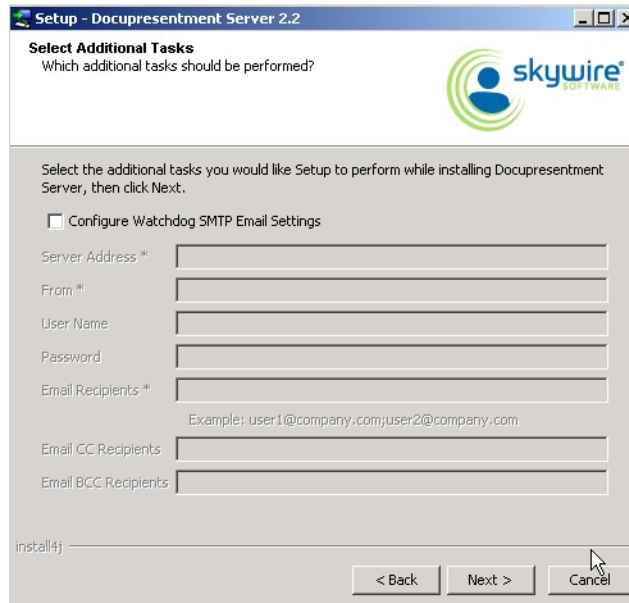 Setup - Docupresentment Server 2.2
Select Additional Tasks
Which additional tasks should be performed?
skywire
SOFTWARE
Select the additional tasks you would like Setup to perform while installing Docupresentment
Server, then click Next.
Configure Watchdog SMTP Email Settings
Server Address *
From *
User Name
Password
Email Recipients *
Example: user1@company.com;user2@company.com
Email CC Recipients
Email BCC Recipients
install4j
< Back
Next >
Cancel